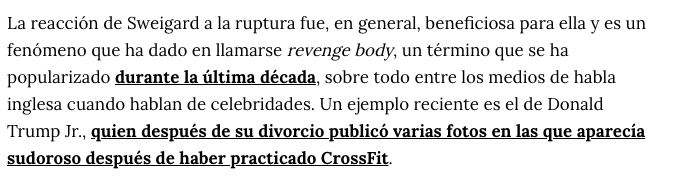 La reacción de Sweigard a la ruptura fue, en general, beneficiosa para ella y es un
fenómeno que ha dado en llamarse revenge body, un término que se ha
popularizado durante la última década, sobre todo entre los medios de habla
inglesa cuando hablan de celebridades. Un ejemplo reciente es el de Donald
Trump Jr., quien después de su divorcio publicó varias fotos en las que aparecía
sudoroso después de haber practicado CrossFit.